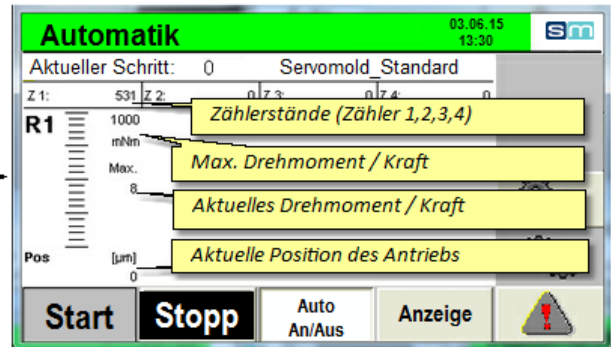 Automatik
03.06.15
13:30
sm
Aktueller Schritt: 0 Servomold_Standard
Z 1: 531 Z 2: 0 Z 3: 0 Z 4: 0
Zählerstände (Zähler 1,2,3,4)
R1 1000
mNm
Max. Drehmoment / Kraft
Max.
8
Aktuelles Drehmoment / Kraft
Aktuelle Position des Antriebs
Pos [µm]
0
Start Stopp Auto An/Aus Anzeige